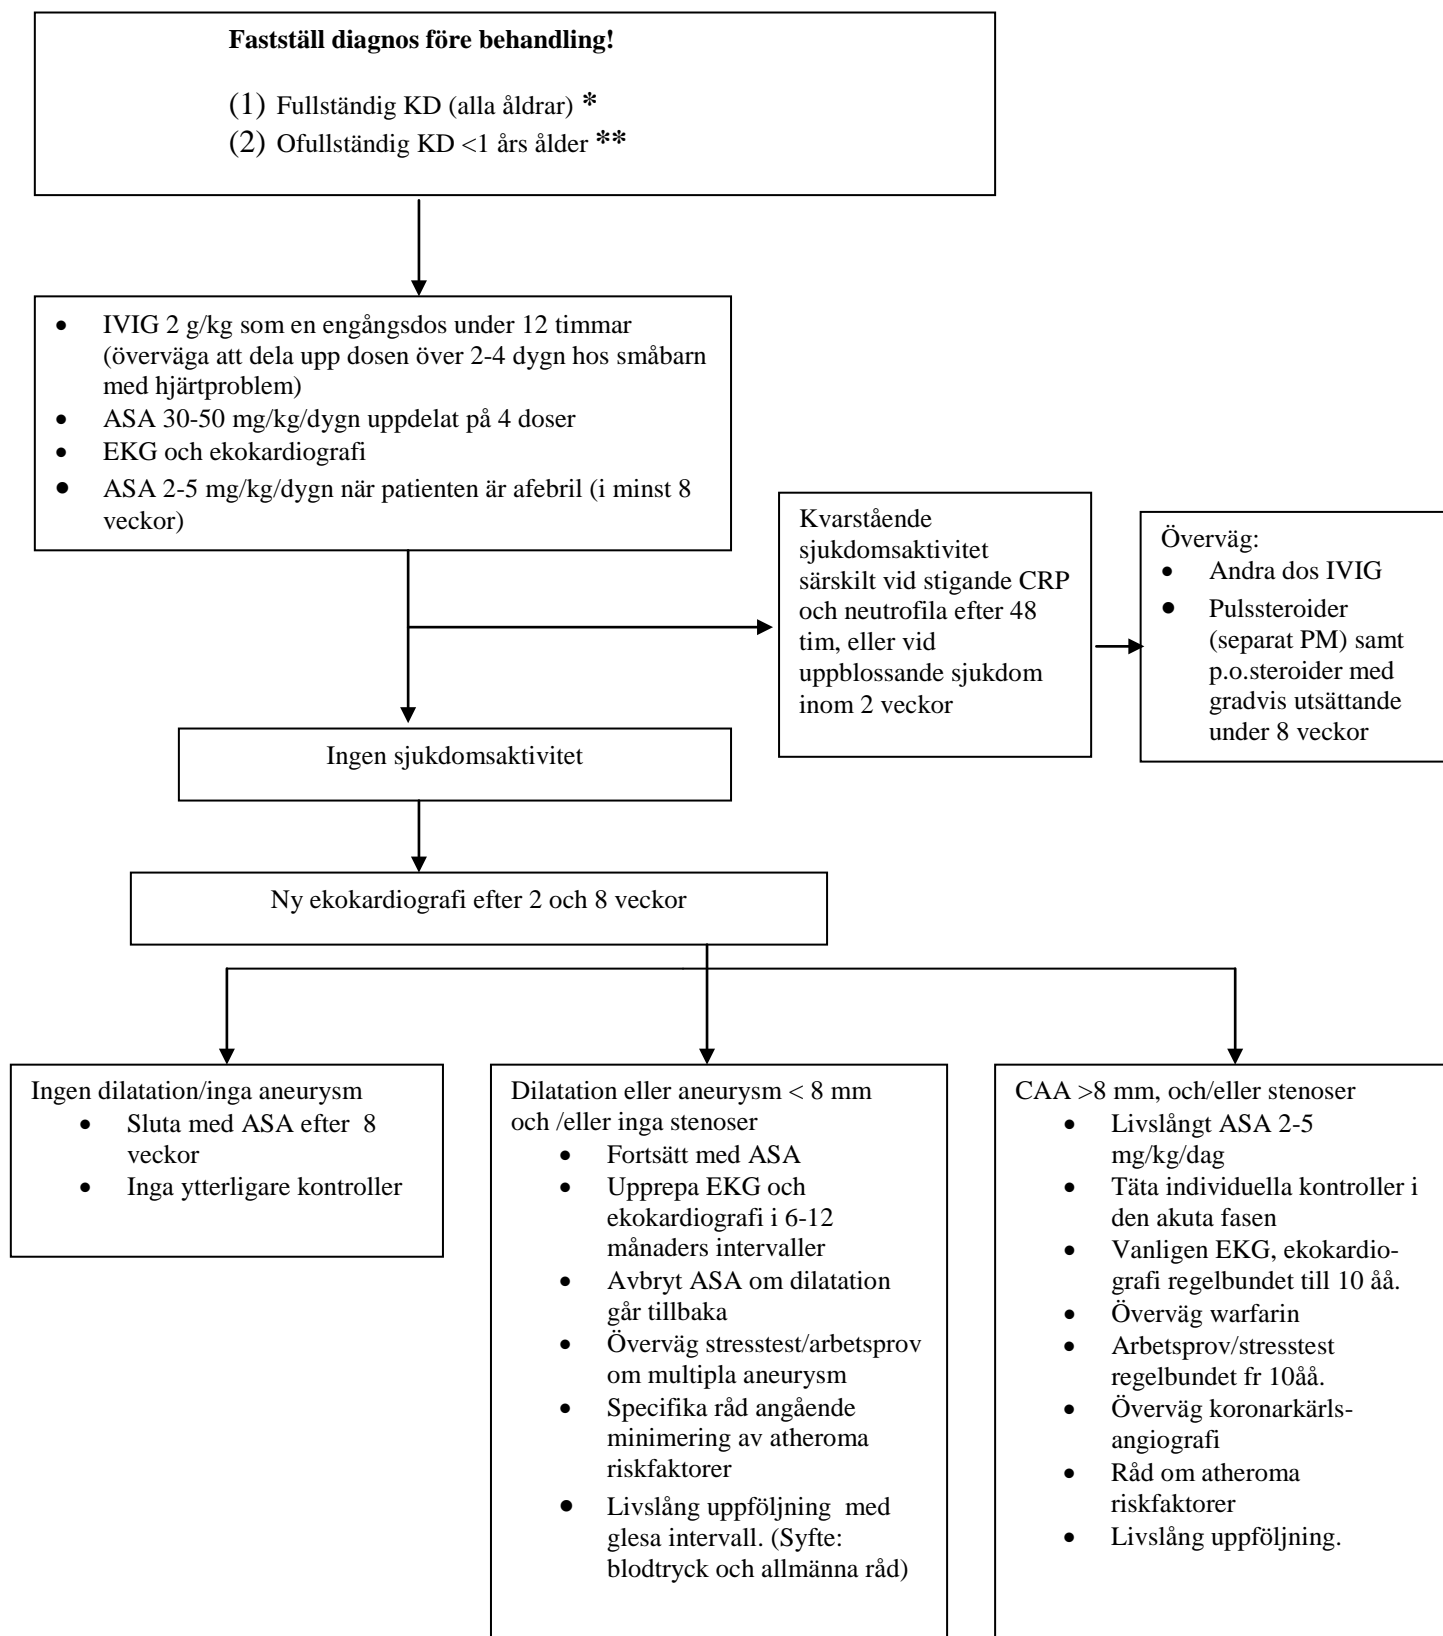 Fastställ diagnos före behandling!
(1) Fullständig KD (alla åldrar) *
(2) Ofullständig KD <1 års ålder **
• IVIG 2 g/kg som en engångsdos under 12 timmar
(överväga att dela upp dosen över 2-4 dygn hos småbarn
med hjärtproblem)
• ASA 30-50 mg/kg/dygn uppdelat på 4 doser
• EKG och ekokardiografi
• ASA 2-5 mg/kg/dygn när patienten är afebril (i minst 8
veckor)
Kvarstående
sjukdomsaktivitet
särskilt vid stigande CRP
och neutrofila efter 48
tim, eller vid
uppblossande sjukdom
inom 2 veckor
Överväg:
• Andra dos IVIG
• Pulssteroider
(separat PM) samt
p.o.steroider med
gradvis utsättande
under 8 veckor
Ingen sjukdomsaktivitet
Ny ekokardiografi efter 2 och 8 veckor
Ingen dilatation/inga aneurysm
• Sluta med ASA efter 8
veckor
• Inga ytterligare kontroller
Dilatation eller aneurysm < 8 mm
och /eller inga stenoser
• Fortsätt med ASA
• Upprepa EKG och
ekokardiografi i 6-12
månaders intervaller
• Avbryt ASA om dilatation
går tillbaka
• Överväg stresstest/arbetsprov
om multipla aneurysm
• Specifika råd angående
minimering av atheroma
riskfaktorer
• Livslång uppföljning med
glesa intervall. (Syfte:
blodtryck och allmänna råd)
CAA >8 mm, och/eller stenoser
• Livslångt ASA 2-5
mg/kg/dag
• Täta individuella kontroller i
den akuta fasen
• Vanligen EKG, ekokardio-
grafi regelbundet till 10 åå.
• Överväg warfarin
• Arbetsprov/stresstest
regelbundet fr 10åå.
• Överväg koronarkärls-
angiografi
• Råd om atheroma
riskfaktorer
• Livslång uppföljning.